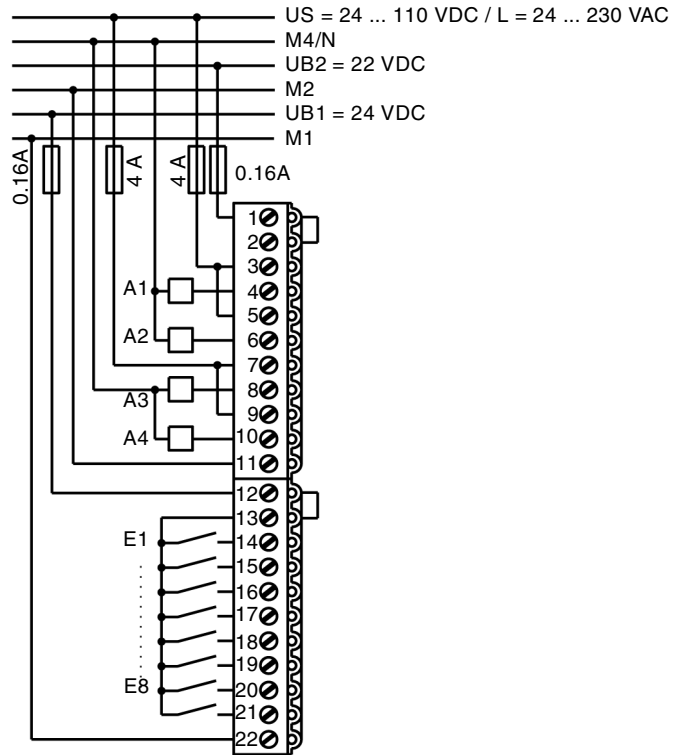 US = 24 ... 110 VDC / L = 24 ... 230 VAC
M4/N
UB2 = 22 VDC
M2
UB1 = 24 VDC
M1
0.16A
4 A
4 A
0.16A
1
2
3
A1
4
5
A2
6
7
8
A3
9
A4
10
11
12
13
E1
14
15
16
17
18
19
E8
20
21
22